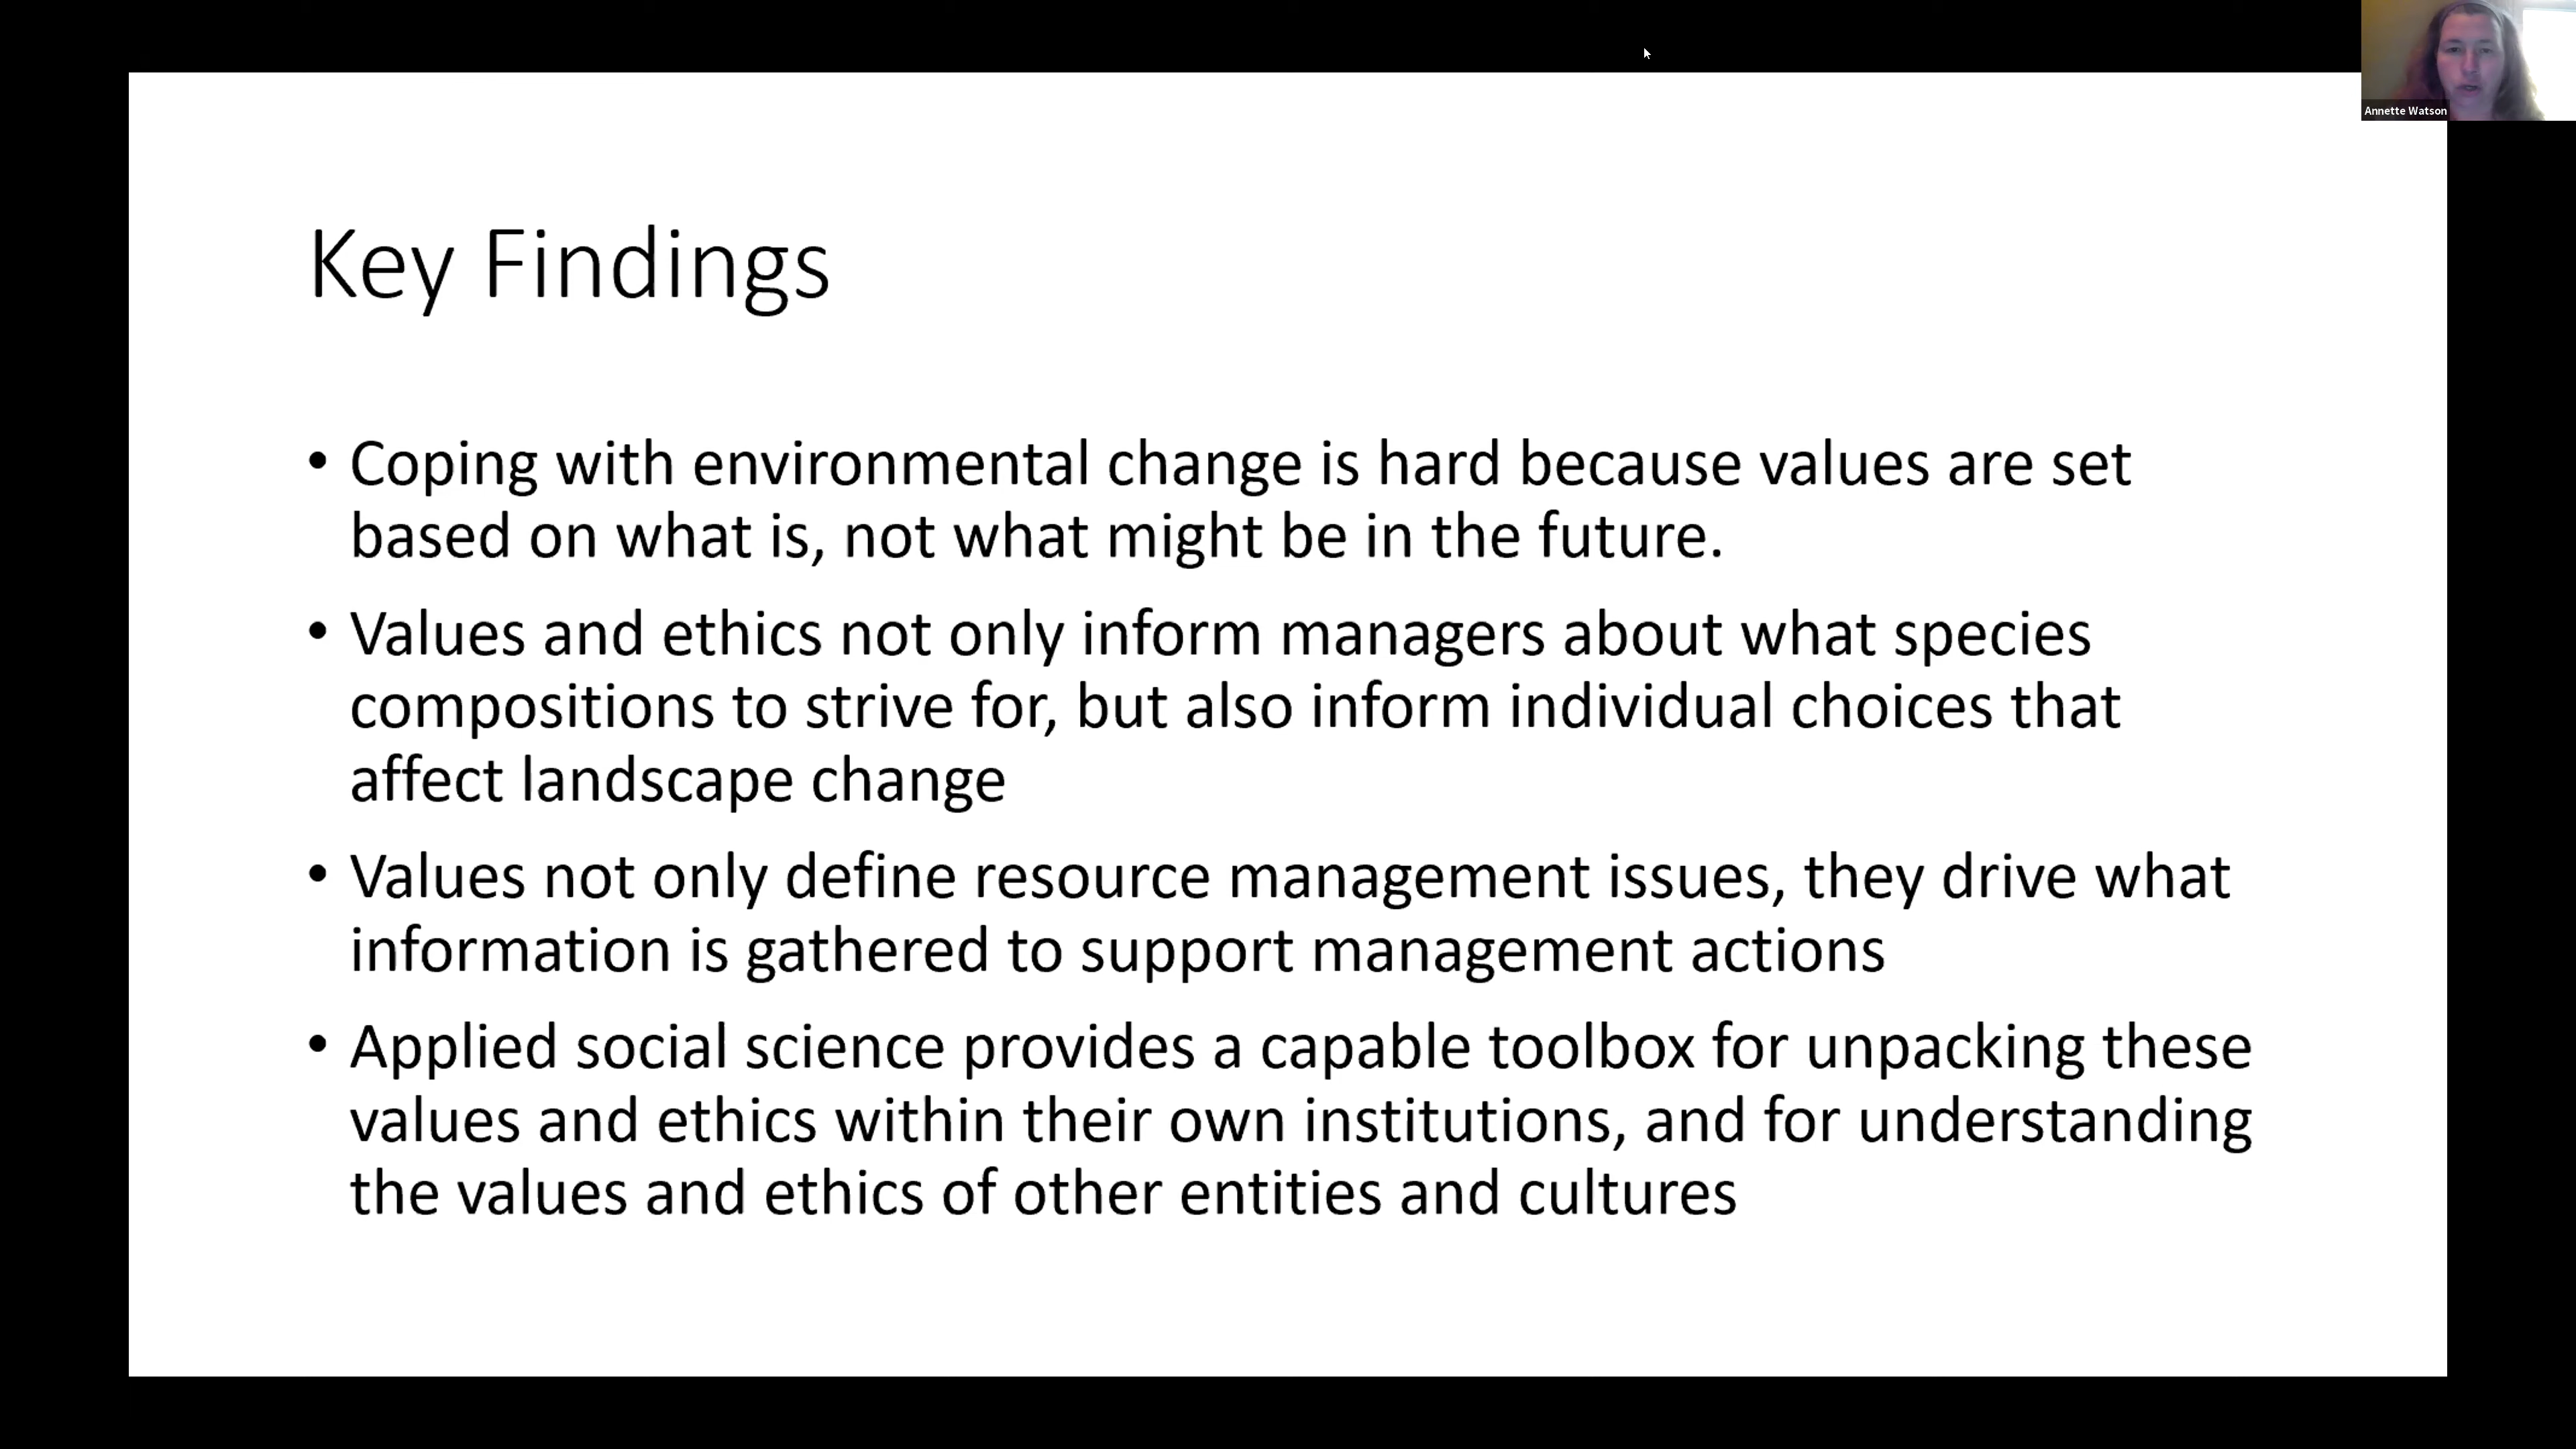 Annette Watson
Key Findings
• Coping with environmental change is hard because values are set
based on what is, not what might be in the future.
• Values and ethics not only inform managers about what species
compositions to strive for, but also inform individual choices that
affect landscape change
• Values not only define resource management issues, they drive what
information is gathered to support management actions
• Applied social science provides a capable toolbox for unpacking these
values and ethics within their own institutions, and for understanding
the values and ethics of other entities and cultures